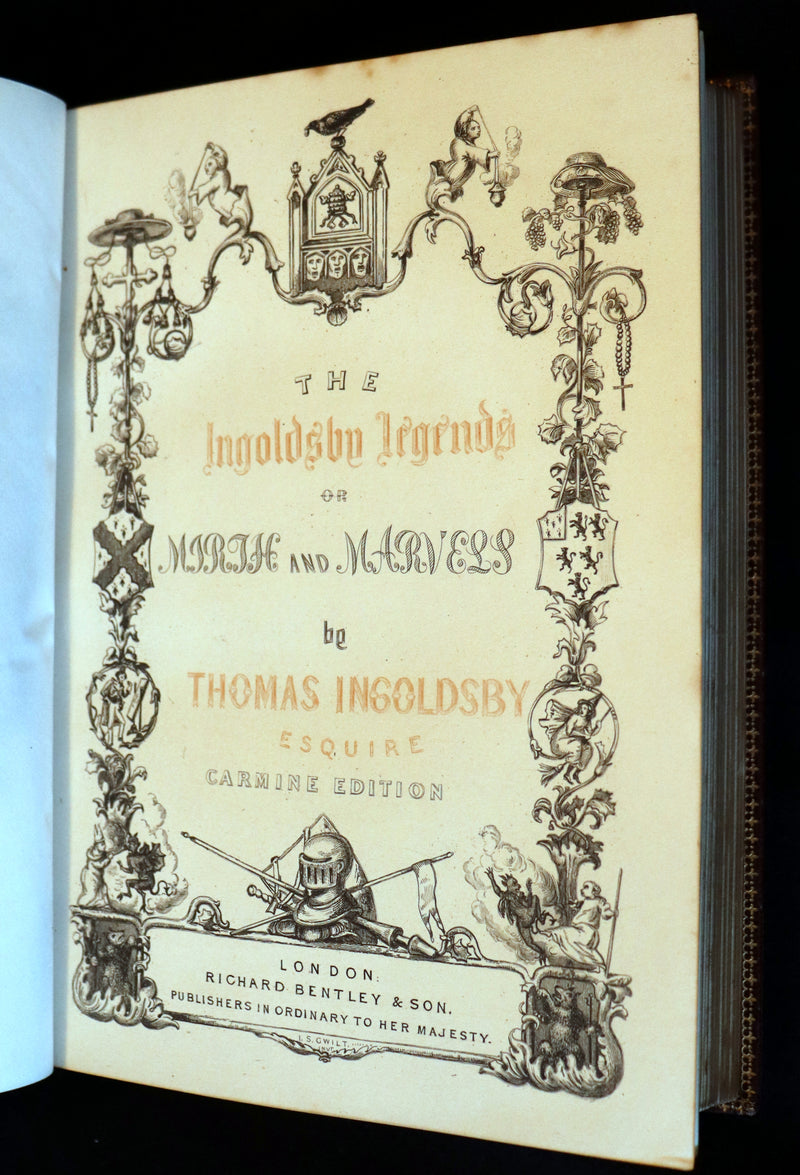 THE
Ingoldsby Legends
OR
MIRTH AND MARVELS
by
THOMAS INGOLDSBY
ESQUIRE
CARMINE EDITION
LONDON:
RICHARD BENTLEY & SON,
PUBLISHERS IN ORDINARY TO HER MAJESTY.
J. S. GWILT.